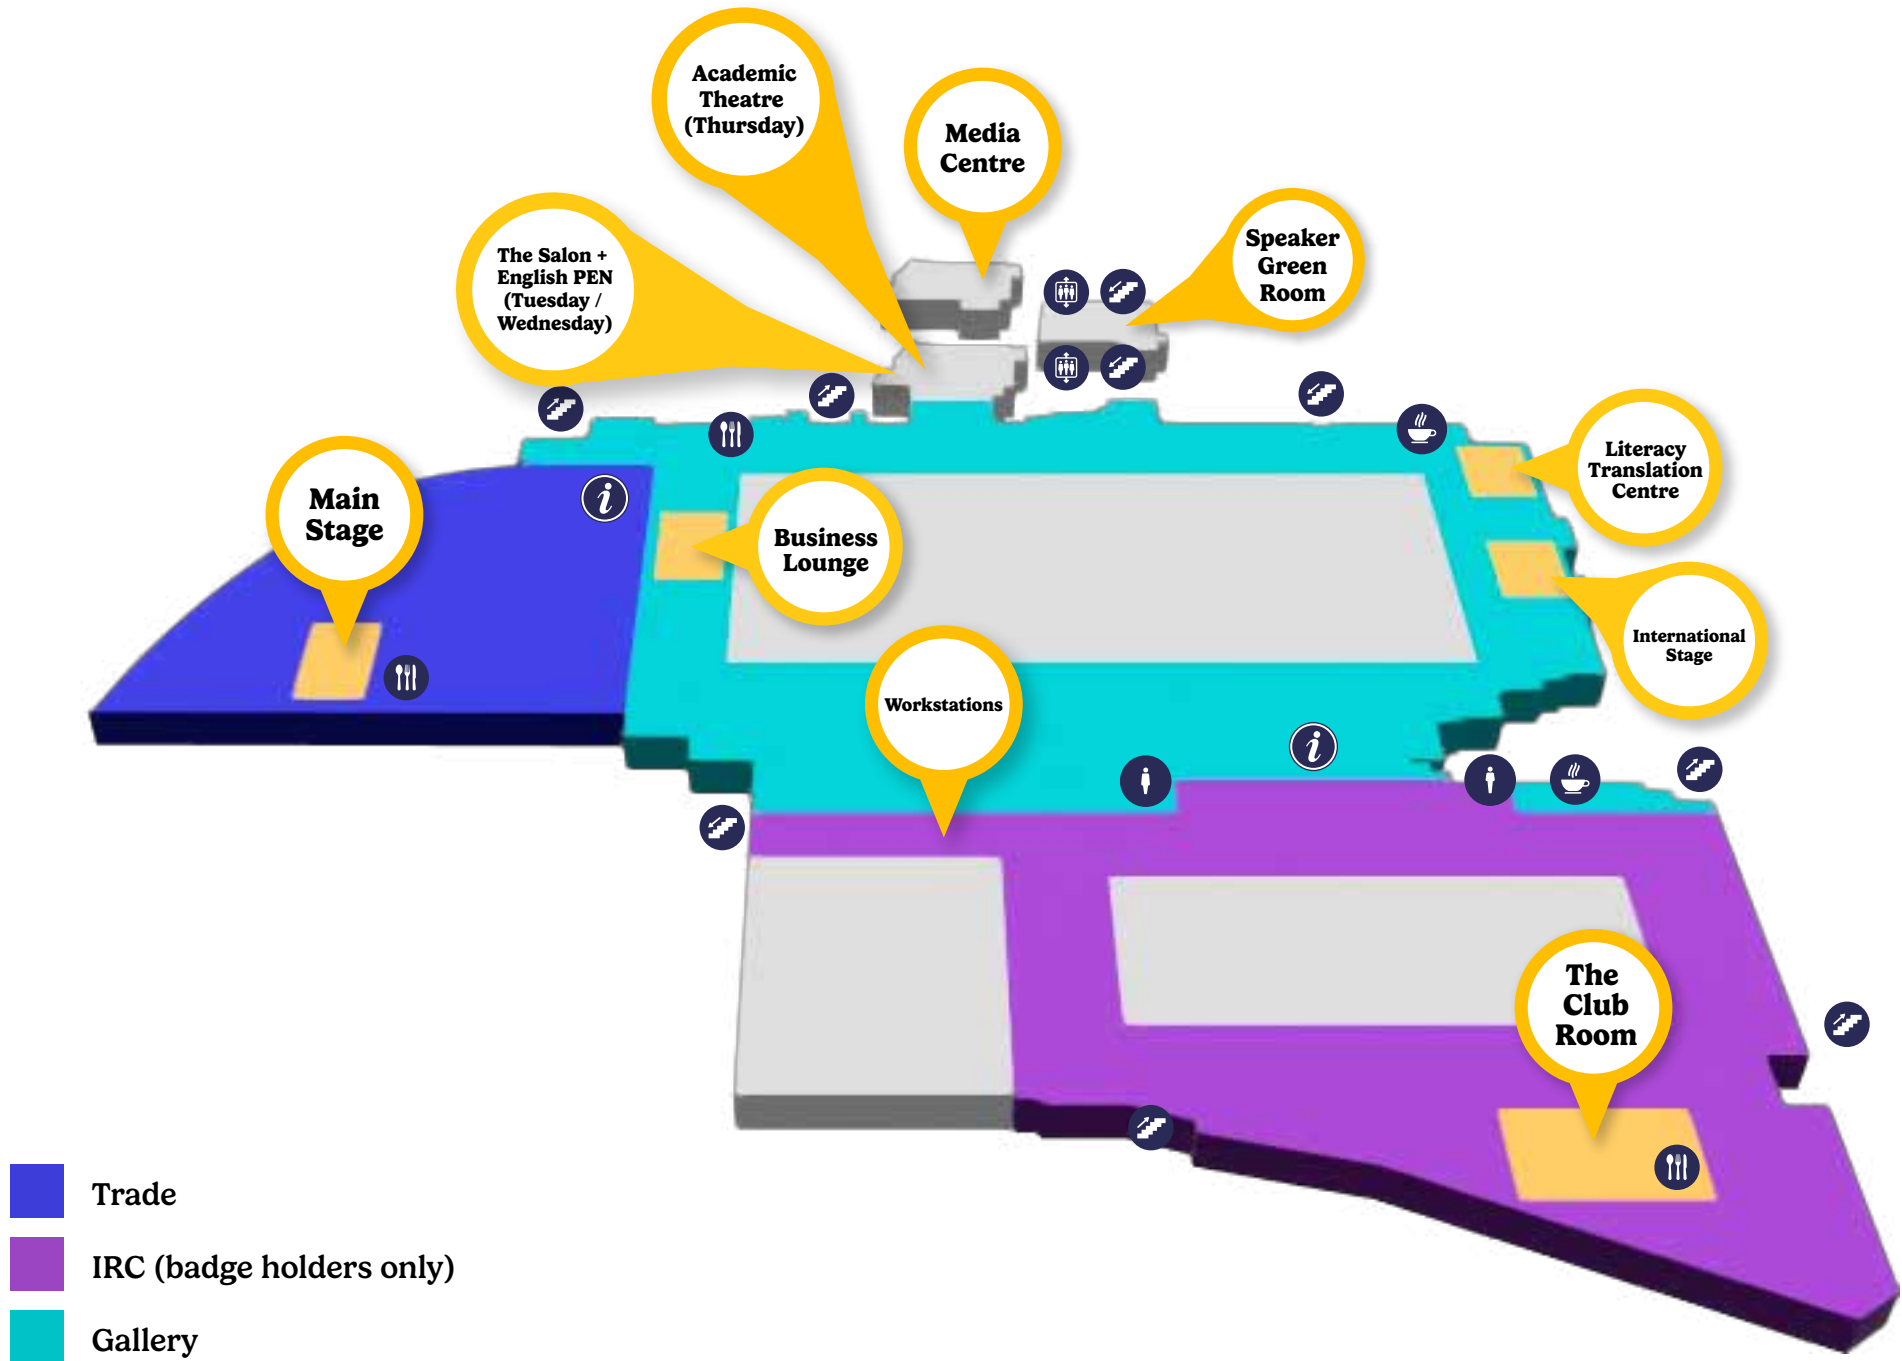 Academic
Theatre
(Thursday)
Media
Centre
The Salon +
English PEN
(Tuesday /
Wednesday)
Speaker
Green
Room
Main
Stage
Business
Lounge
Literacy
Translation
Centre
International
Stage
Workstations
The
Club
Room
Trade
IRC (badge holders only)
Gallery